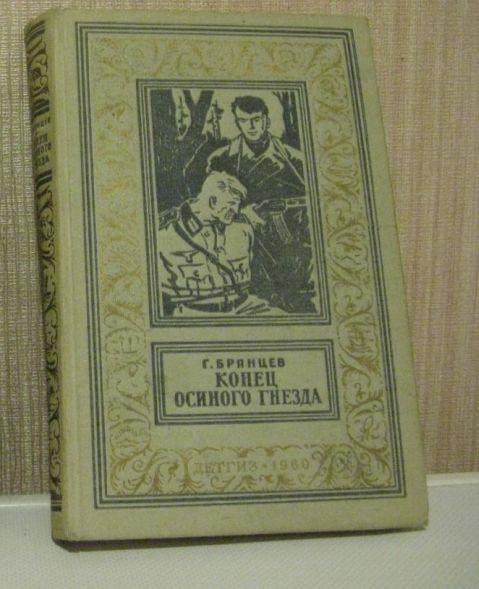 Г. БРЯНЦЕВ
КОНЕЦ
ОСИНОГО ГНЕЗДА
ДЕТГИЗ • 1960